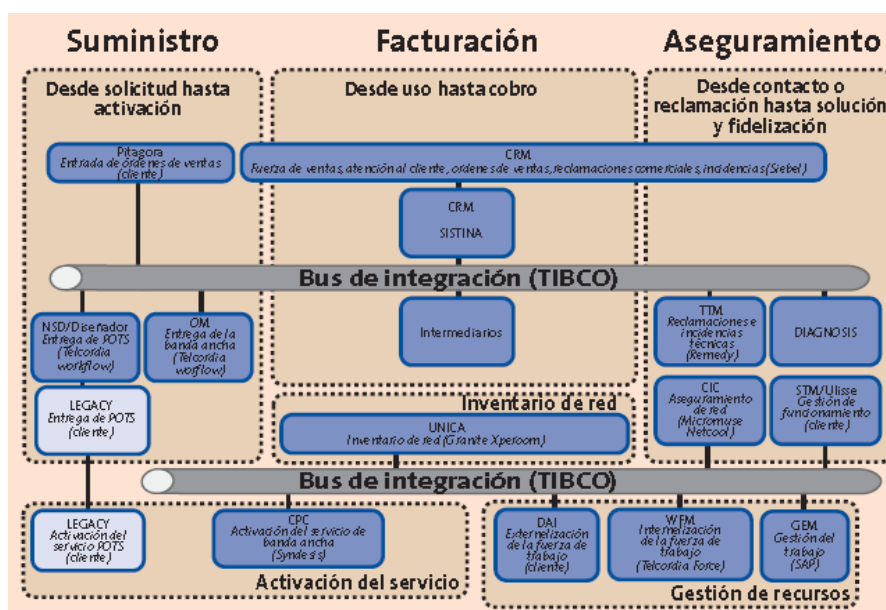 Suministro
Facturación
Aseguramiento
Desde solicitud hasta
activación
Desde uso hasta cobro
Desde contacto o
reclamación hasta solución
y fidelización
Pitagora
Entrada de órdenes de ventas
(cliente)
CRM
Fuerza de ventas, atención al cliente, ordenes de ventas, reclamaciones comerciales, incidencias (Siebel)
CRM
SISTINA
Bus de integración (TIBCO)
NSD/Diseñador
Entrega de POTS
(Telcordia
workflow)
OM
Entrega de la
banda ancha
(Telcordia
worflow)
Intermediarios
TTM
Reclamaciones e
incidencias
técnicas
(Remedy)
DIAGNOSIS
LEGACY
Entrega de POTS
(cliente)
CIC
Aseguramiento
de red
(Micromuse
Netcool)
STM/Ulisse
Gestión de
funcionamiento
(cliente)
Inventario de red
UNICA
Inventario de red (Granite Xperoom)
Bus de integración (TIBCO)
LEGACY
Activación del
servicio POTS
(cliente)
CPC
Activación del servicio de
banda ancha
(Syndesis)
DAI
Externelización
de la fuerza de
trabajo
(cliente)
WFM
Internelización
de la fuerza de
trabajo
(Telcordia Force)
GEM
Gestión del
trabajo
(SAP)
Activación del servicio
Gestión de recursos